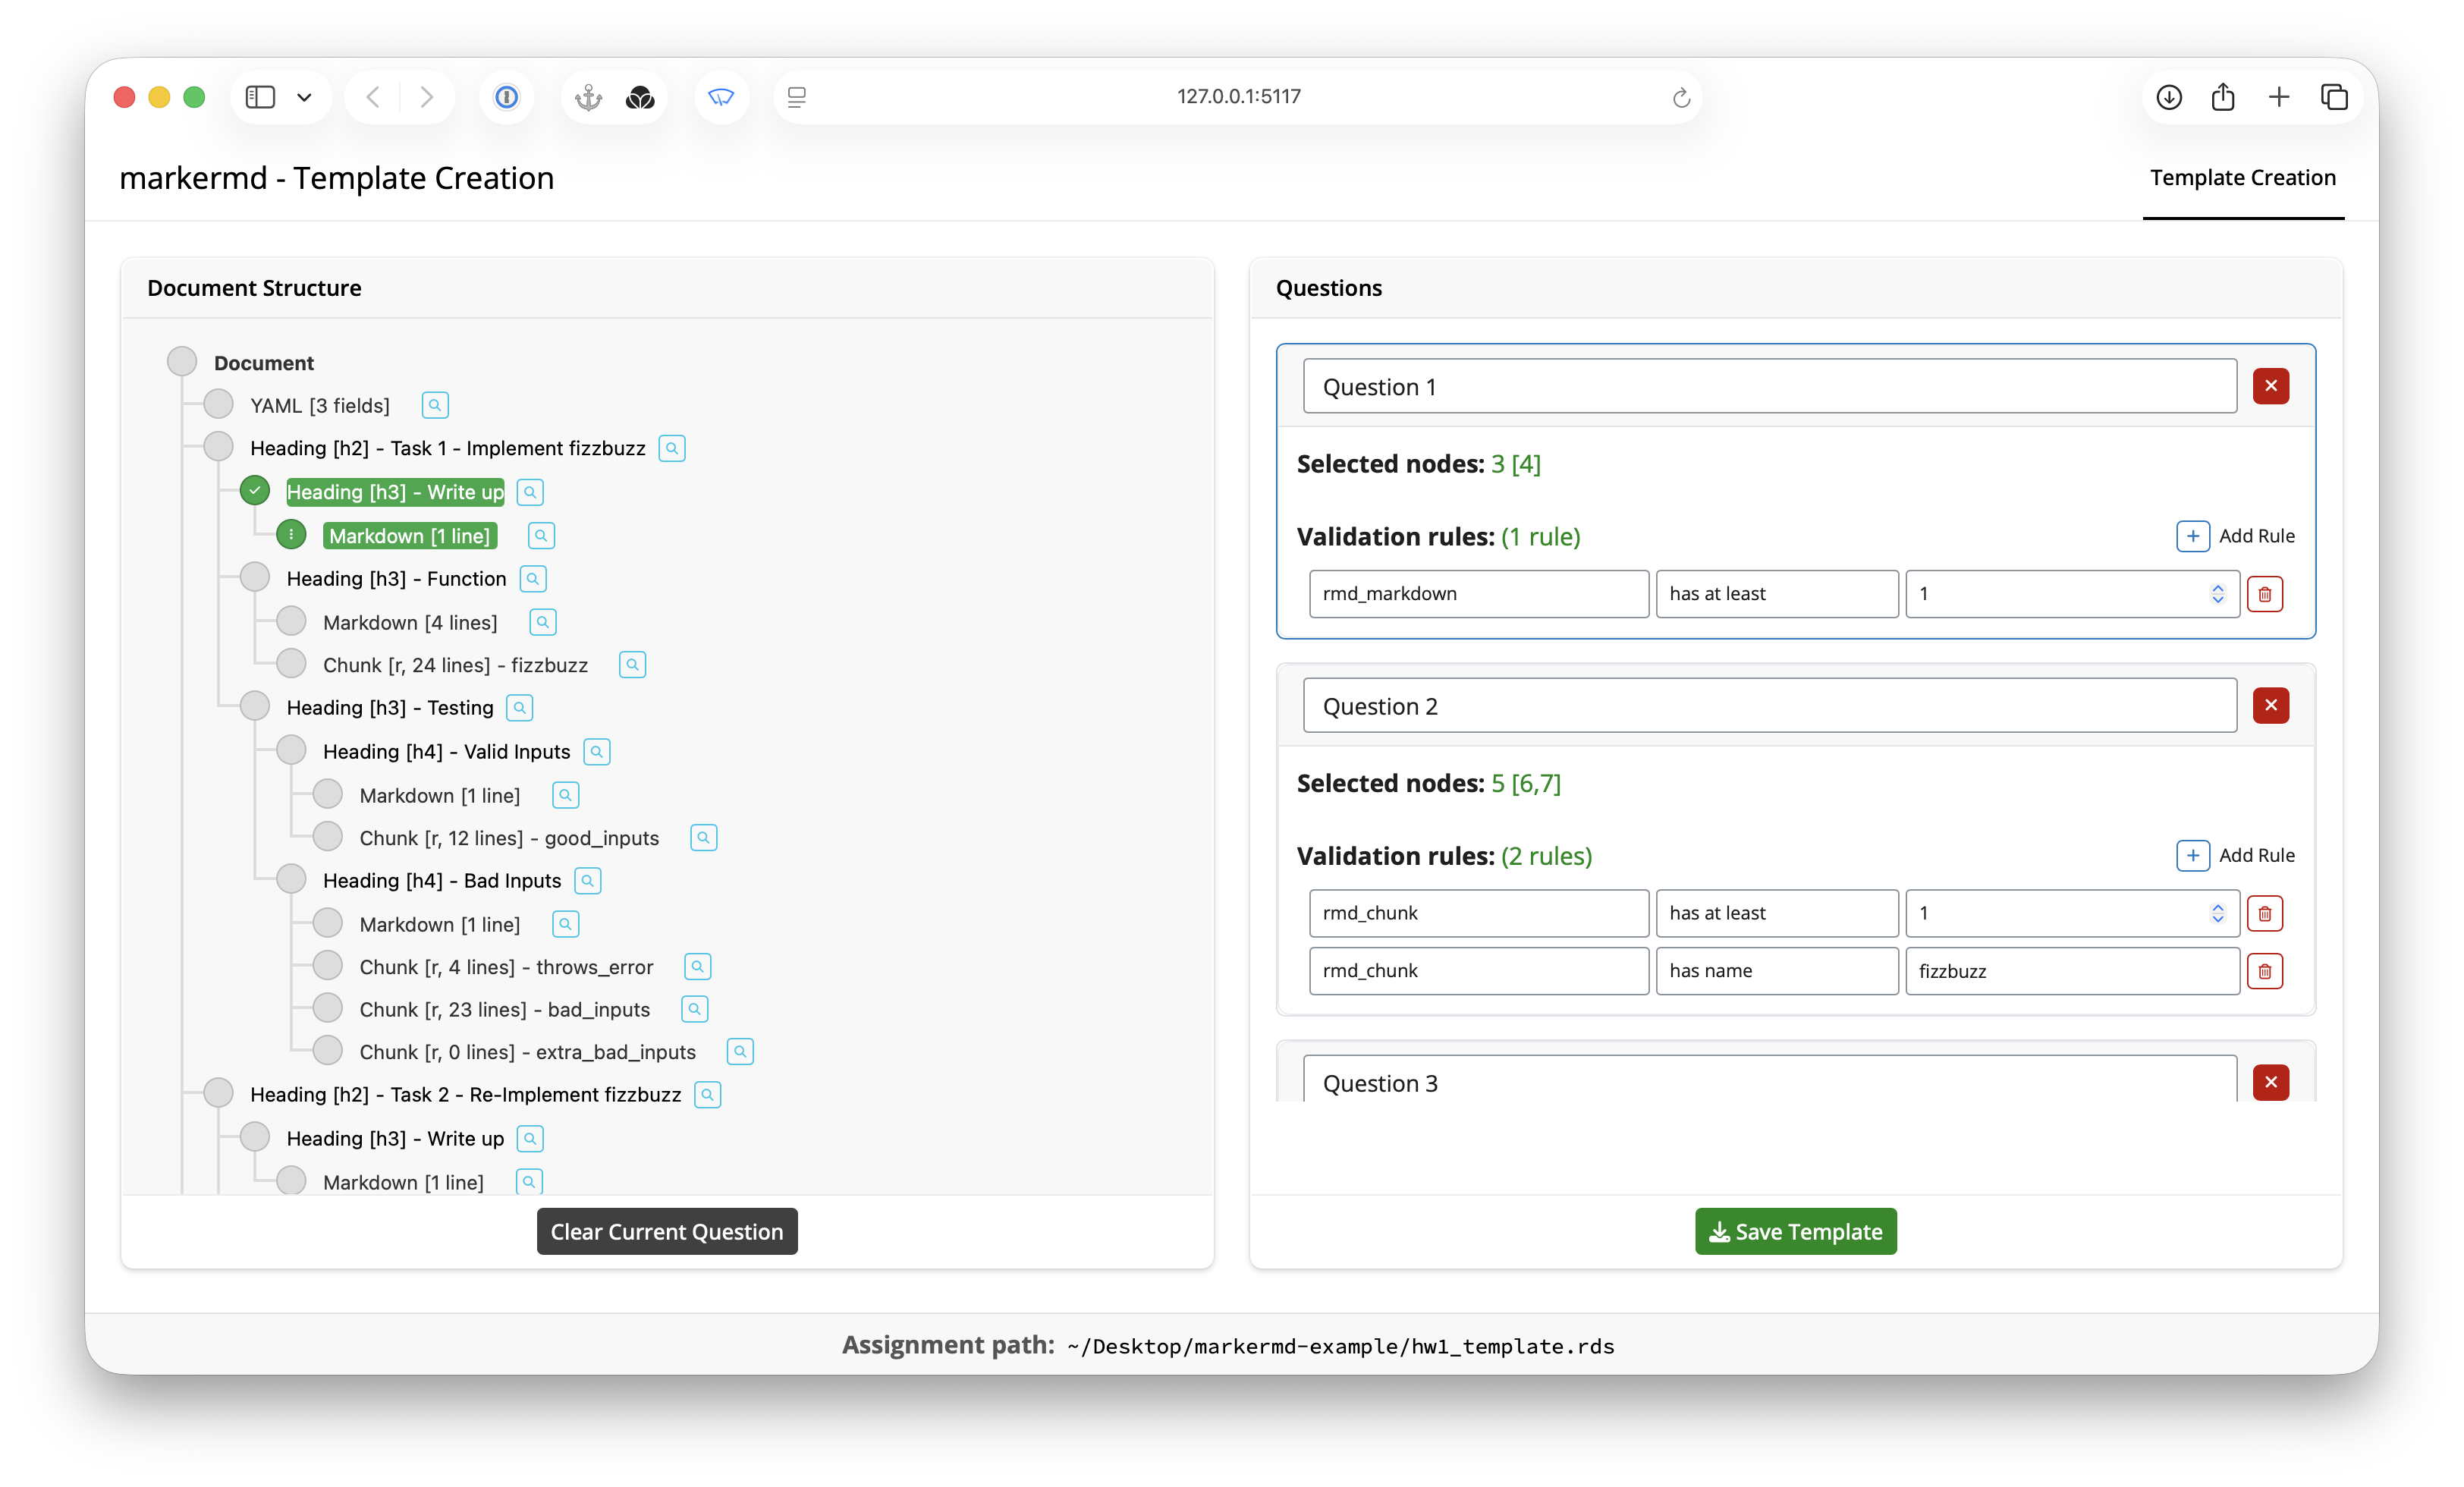 127.0.0.1:5117
markermd - Template Creation
Template Creation
Document Structure
Document
YAML [3 fields]
Heading [h2] - Task 1 - Implement fizzbuzz
Heading [h3] - Write up
Markdown [1 line]
Heading [h3] - Function
Markdown [4 lines]
Chunk [r, 24 lines] - fizzbuzz
Heading [h3] - Testing
Heading [h4] - Valid Inputs
Markdown [1 line]
Chunk [r, 12 lines] - good_inputs
Heading [h4] - Bad Inputs
Markdown [1 line]
Chunk [r, 4 lines] - throws_error
Chunk [r, 23 lines] - bad_inputs
Chunk [r, 0 lines] - extra_bad_inputs
Heading [h2] - Task 2 - Re-Implement fizzbuzz
Heading [h3] - Write up
Markdown [1 line]
Clear Current Question
Questions
Question 1
Selected nodes: 3 [4]
Validation rules: (1 rule)
Add Rule
rmd_markdown has at least 1
Question 2
Selected nodes: 5 [6,7]
Validation rules: (2 rules)
Add Rule
rmd_chunk has at least 1
rmd_chunk has name fizzbuzz
Question 3
Save Template
Assignment path: ~/Desktop/markermd-example/hw1_template.rds